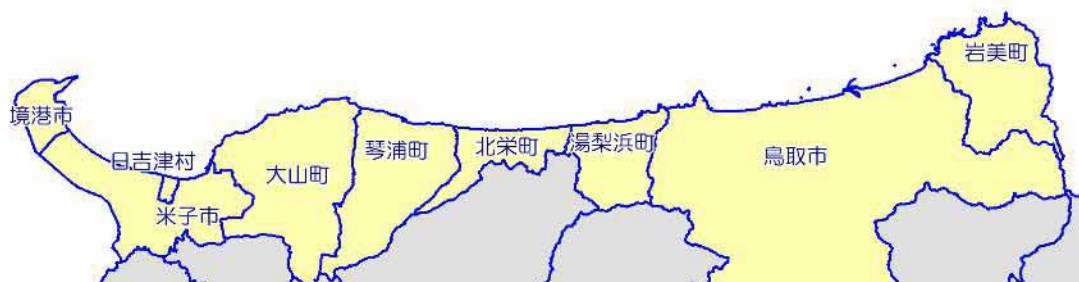 境港市
日吉津村
米子市
大山町
琴浦町
北栄町
湯梨浜町
鳥取市
岩美町